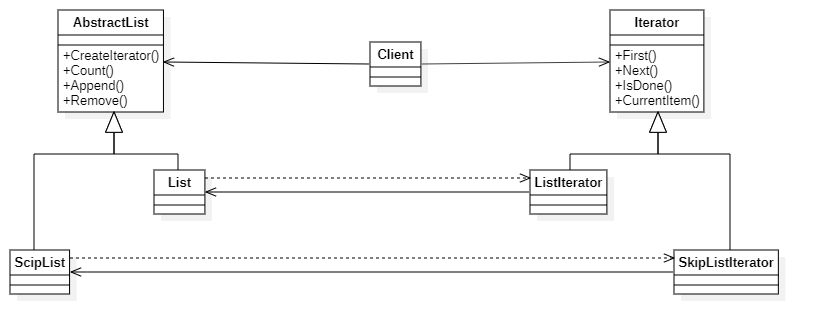 AbstractList
+CreateIterator()
+Count()
+Append()
+Remove()
Client
Iterator
+First()
+Next()
+IsDone()
+CurrentItem()
List
ListIterator
ScipList
SkipListIterator